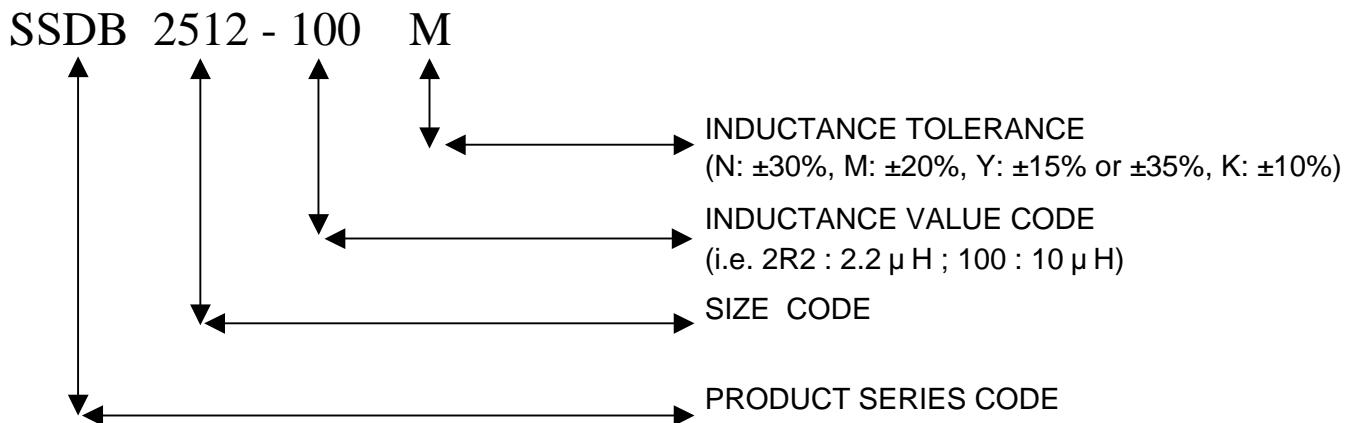 SSDB 2512 - 100 M
INDUCTANCE TOLERANCE
(N: ±30%, M: ±20%, Y: ±15% or ±35%, K: ±10%)
INDUCTANCE VALUE CODE
(i.e. 2R2 : 2.2 μ H ; 100 : 10 μ H)
SIZE CODE
PRODUCT SERIES CODE